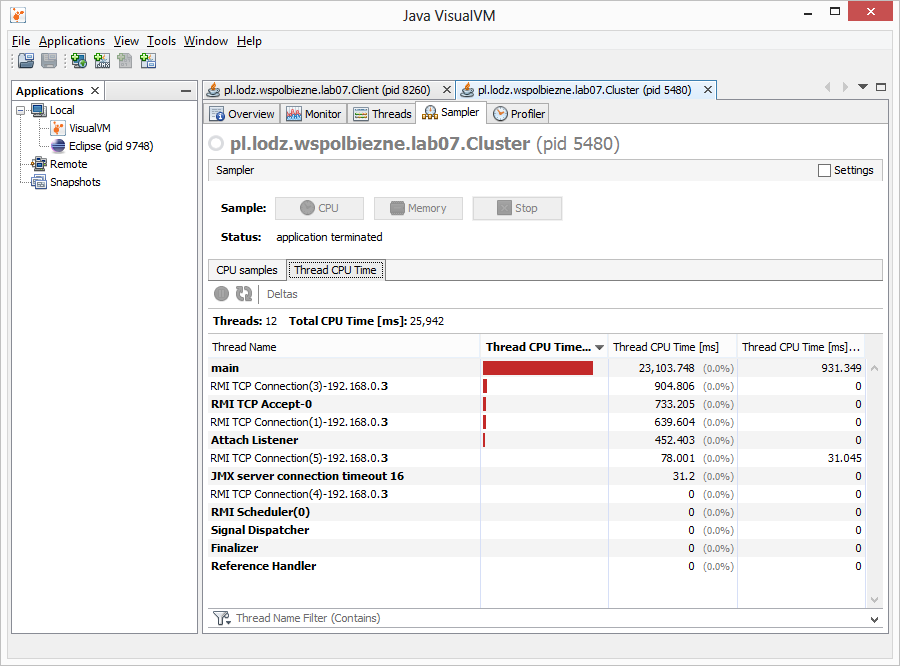 Java VisualVM
File Applications View Tools Window Help
Applications
Local
VisualVM
Eclipse (pid 9748)
Remote
Snapshots
pl.lodz.wspolbiezne.lab07.Client (pid 8260) pl.lodz.wspolbiezne.lab07.Cluster (pid 5480)
Overview Monitor Threads Sampler Profiler
pl.lodz.wspolbiezne.lab07.Cluster (pid 5480)
Sampler Settings
Sample: CPU Memory Stop
Status: application terminated
CPU samples Thread CPU Time
Deltas
Threads: 12 Total CPU Time [ms]: 25,942
Thread Name Thread CPU Time... Thread CPU Time [ms] Thread CPU Time [ms]...
main 23,103.748 (0.0%) 931.349
RMI TCP Connection(3)-192.168.0.3 904.806 (0.0%) 0
RMI TCP Accept-0 733.205 (0.0%) 0
RMI TCP Connection(1)-192.168.0.3 639.604 (0.0%) 0
Attach Listener 452.403 (0.0%) 0
RMI TCP Connection(5)-192.168.0.3 78.001 (0.0%) 31.045
JMX server connection timeout 16 31.2 (0.0%) 0
RMI TCP Connection(4)-192.168.0.3 0 (0.0%) 0
RMI Scheduler(0) 0 (0.0%) 0
Signal Dispatcher 0 (0.0%) 0
Finalizer 0 (0.0%) 0
Reference Handler 0 (0.0%) 0
Thread Name Filter (Contains)